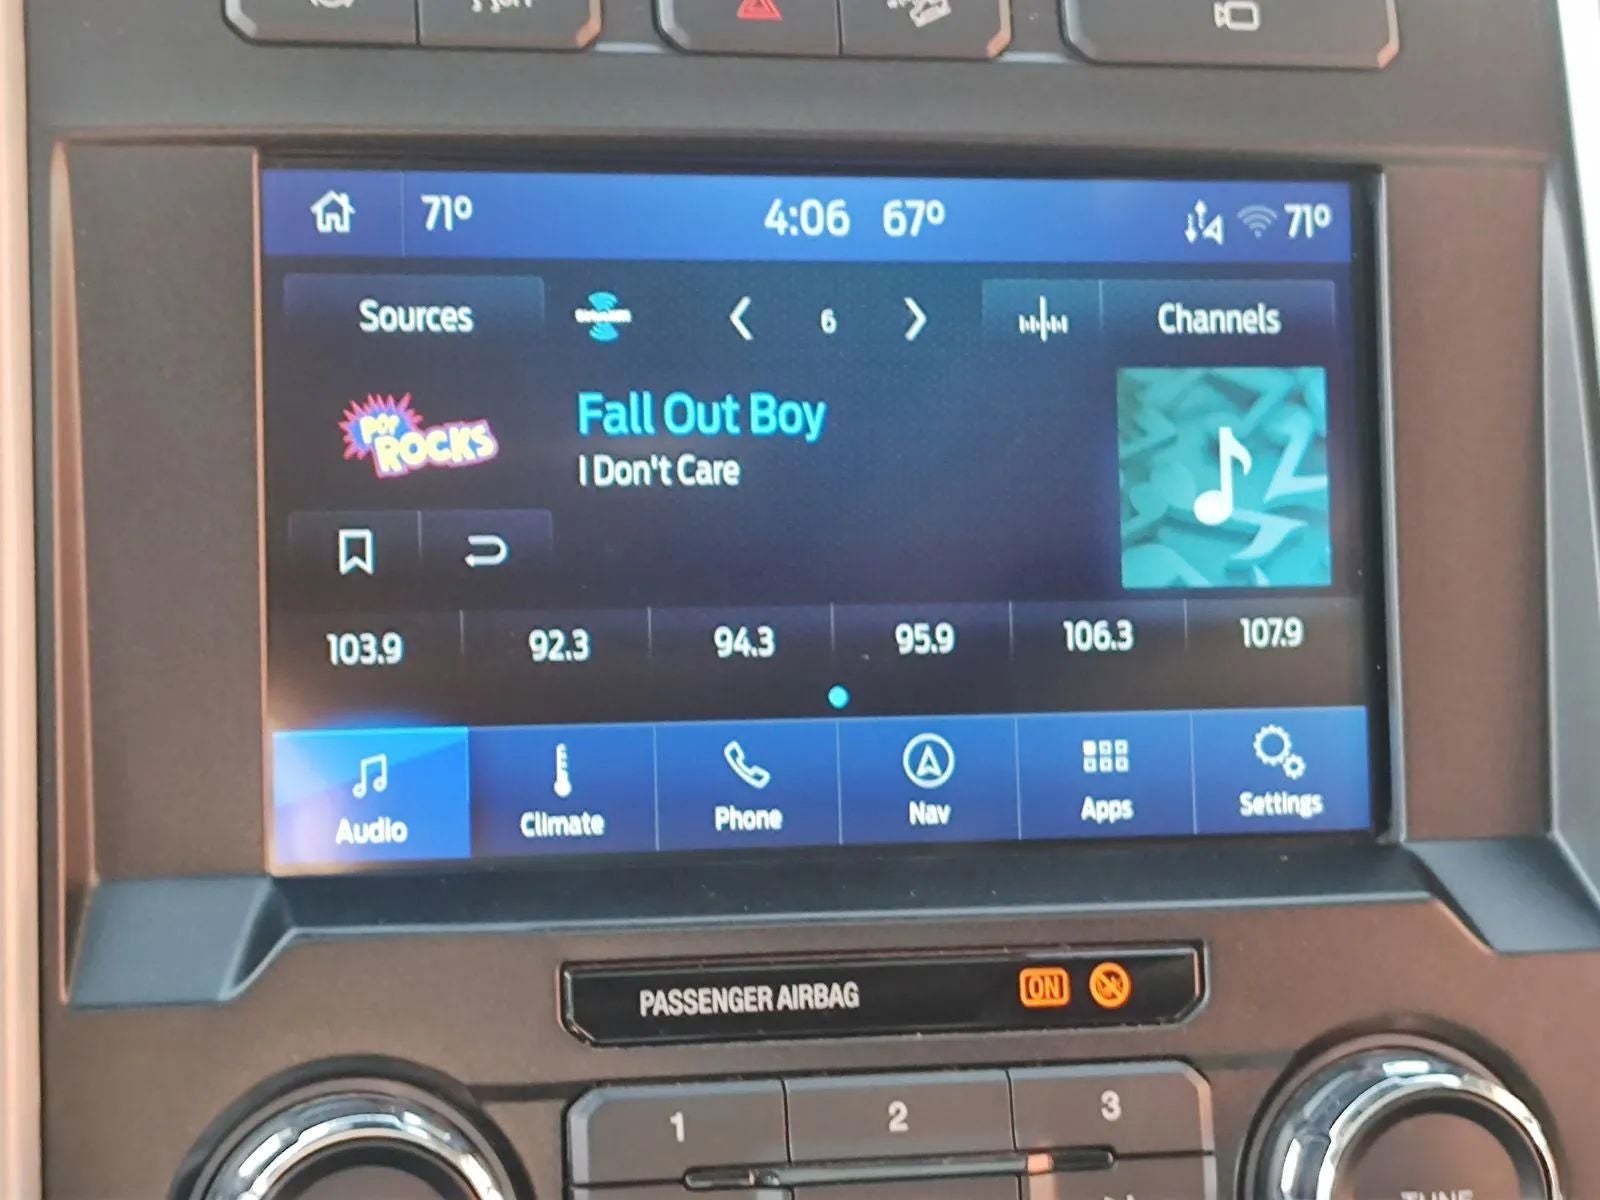 71° 4:06 67° 71°
Sources 6 Channels
POP ROCKS
Fall Out Boy
I Don't Care
103.9 92.3 94.3 95.9 106.3 107.9
Audio Climate Phone Nav Apps Settings
PASSENGER AIRBAG ON
1 2 3
TUNE